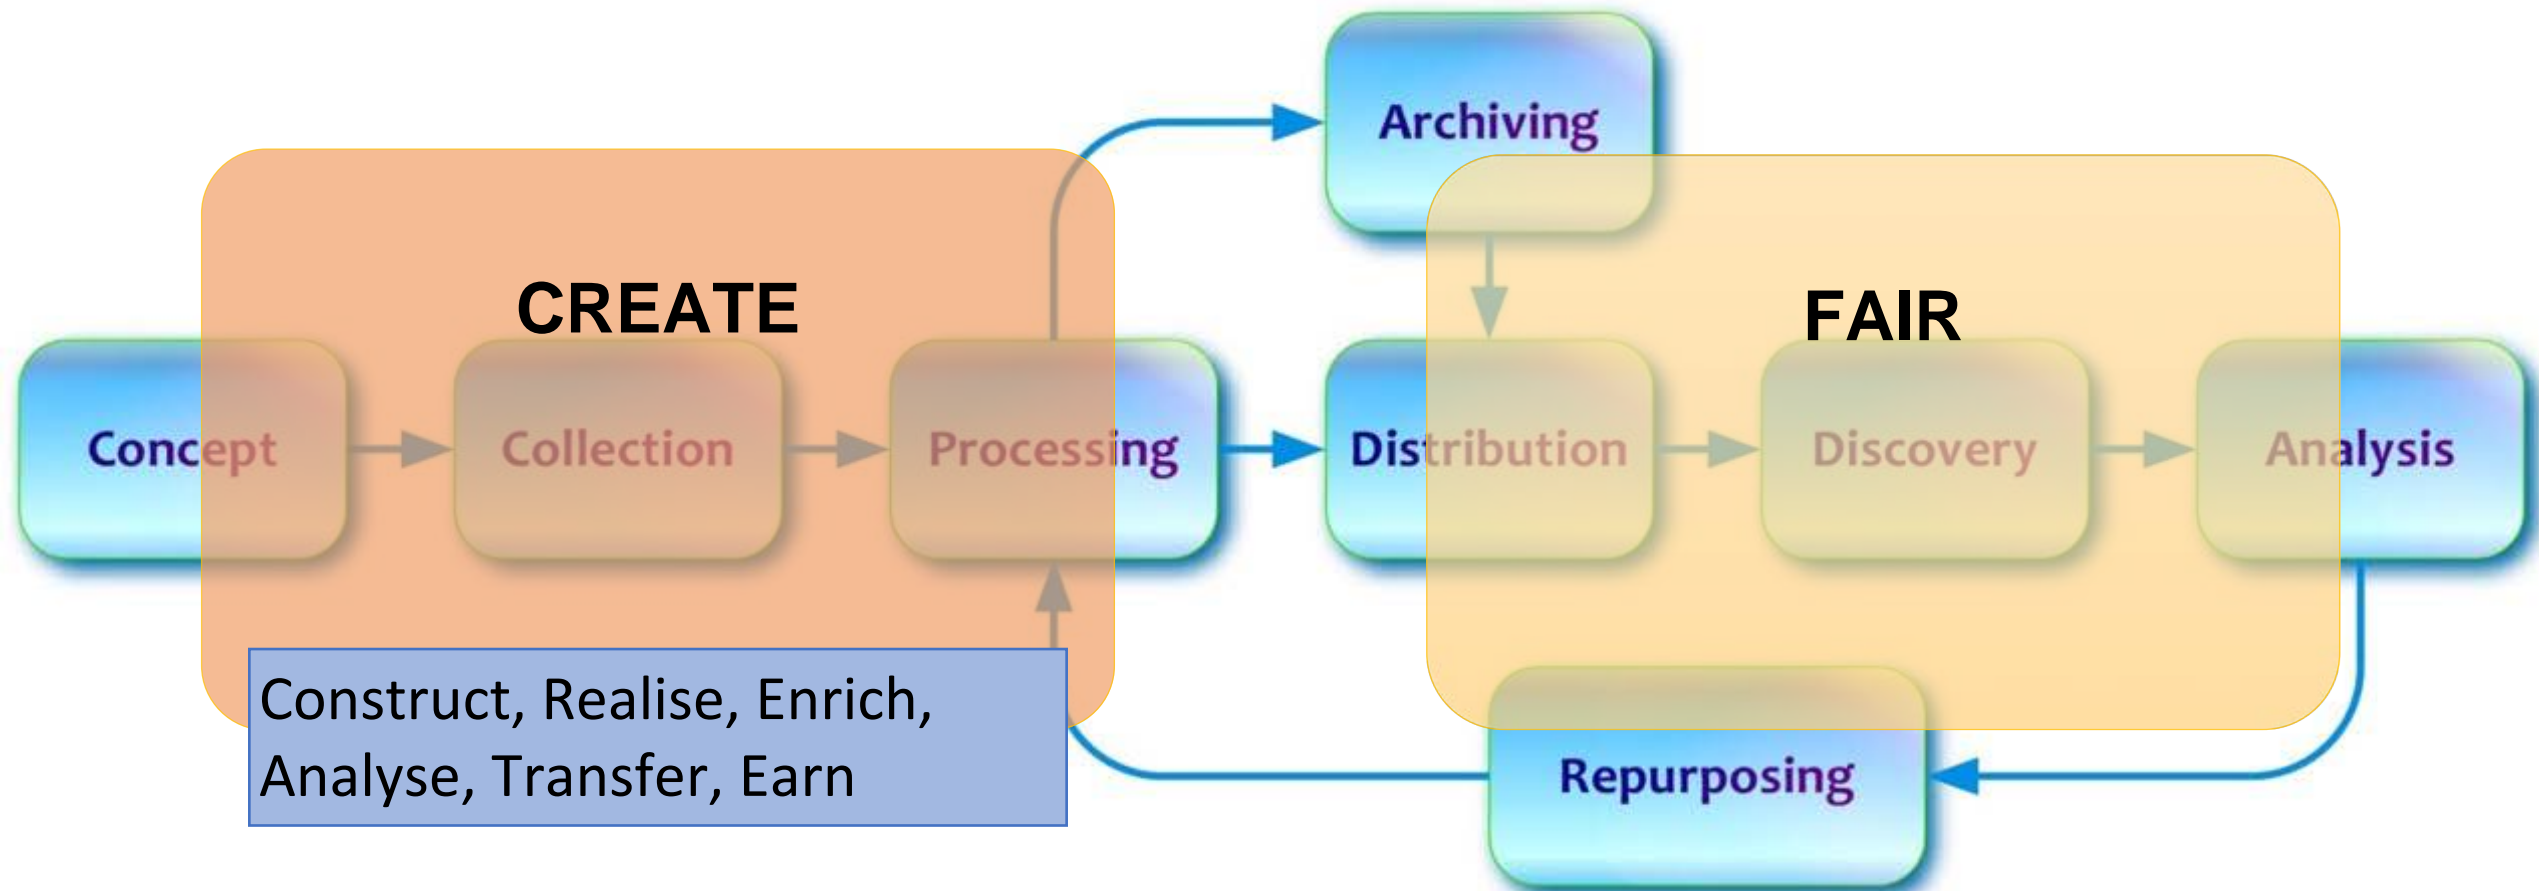 Archiving
CREATE
FAIR
Concept
Collection
Processing
Distribution
Discovery
Analysis
Construct, Realise, Enrich,
Analyse, Transfer, Earn
Repurposing